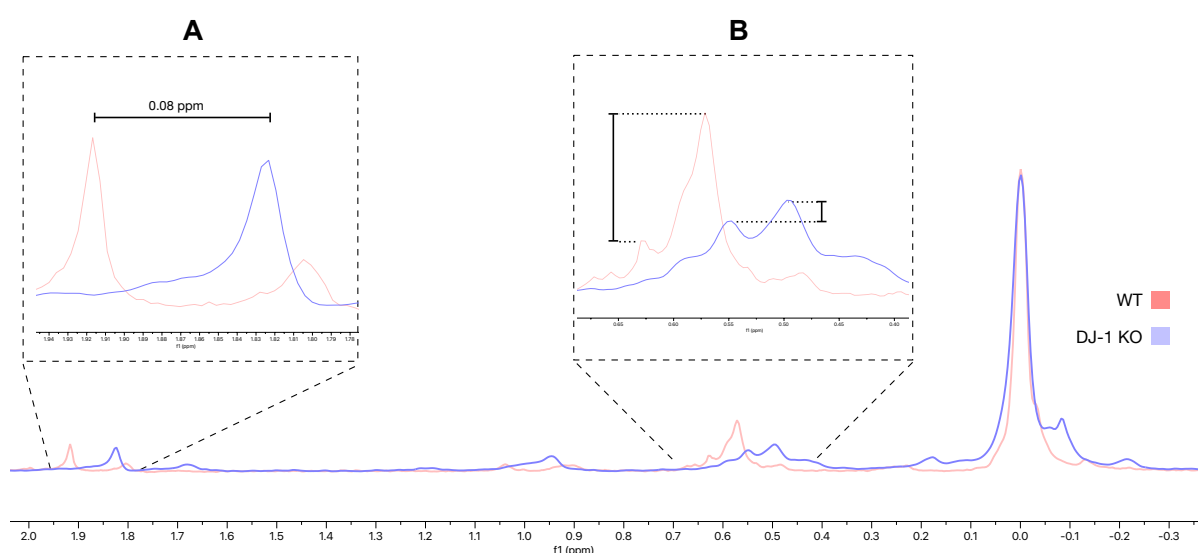 A
B
0.08 ppm
1.94 1.93 1.92 1.91 1.90 1.89 1.88 1.87 1.86 1.85 1.84 1.83 1.82 1.81 1.80 1.79 1.78
f1 (ppm)
0.65 0.60 0.55 0.50 0.45 0.40
f1 (ppm)
WT
DJ-1 KO
2.0 1.9 1.8 1.7 1.6 1.5 1.4 1.3 1.2 1.1 1.0 0.9 0.8 0.7 0.6 0.5 0.4 0.3 0.2 0.1 0.0 -0.1 -0.2 -0.3
f1 (ppm)